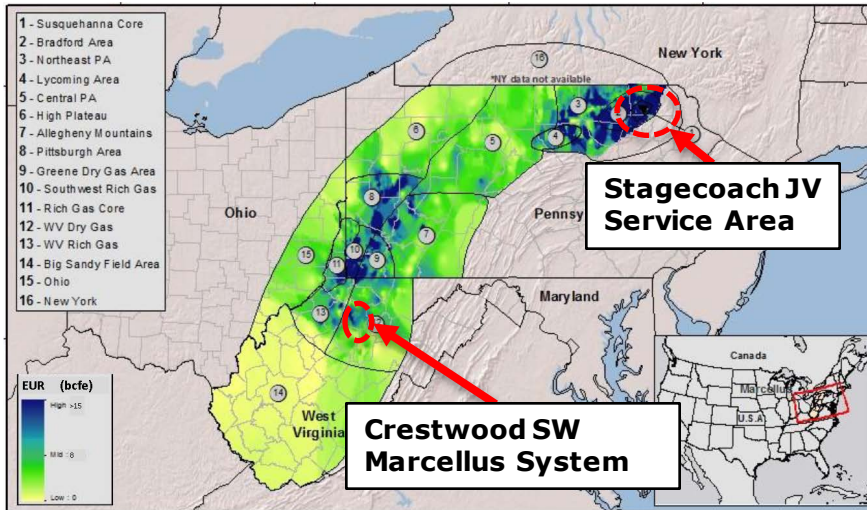 1 - Susquehanna Core
2 - Bradford Area
3 - Northeast PA
4 - Lycoming Area
5 - Central PA
6 - High Plateau
7 - Allegheny Mountains
8 - Pittsburgh Area
9 - Greene Dry Gas Area
10 - Southwest Rich Gas
11 - Rich Gas Core
12 - WV Dry Gas
13 - WV Rich Gas
14 - Big Sandy Field Area
15 - Ohio
16 - New York
New York
16
*NY data not available
3
1
6
5
4
Stagecoach JV
Service Area
Ohio
8
Pennsy
7
15
10
9
11
Maryland
13
Canada
Marcellus
U.S.A
EUR (bcfe)
High >15
Mid : 8
Low : 0
14
West
Virginia
Crestwood SW
Marcellus System